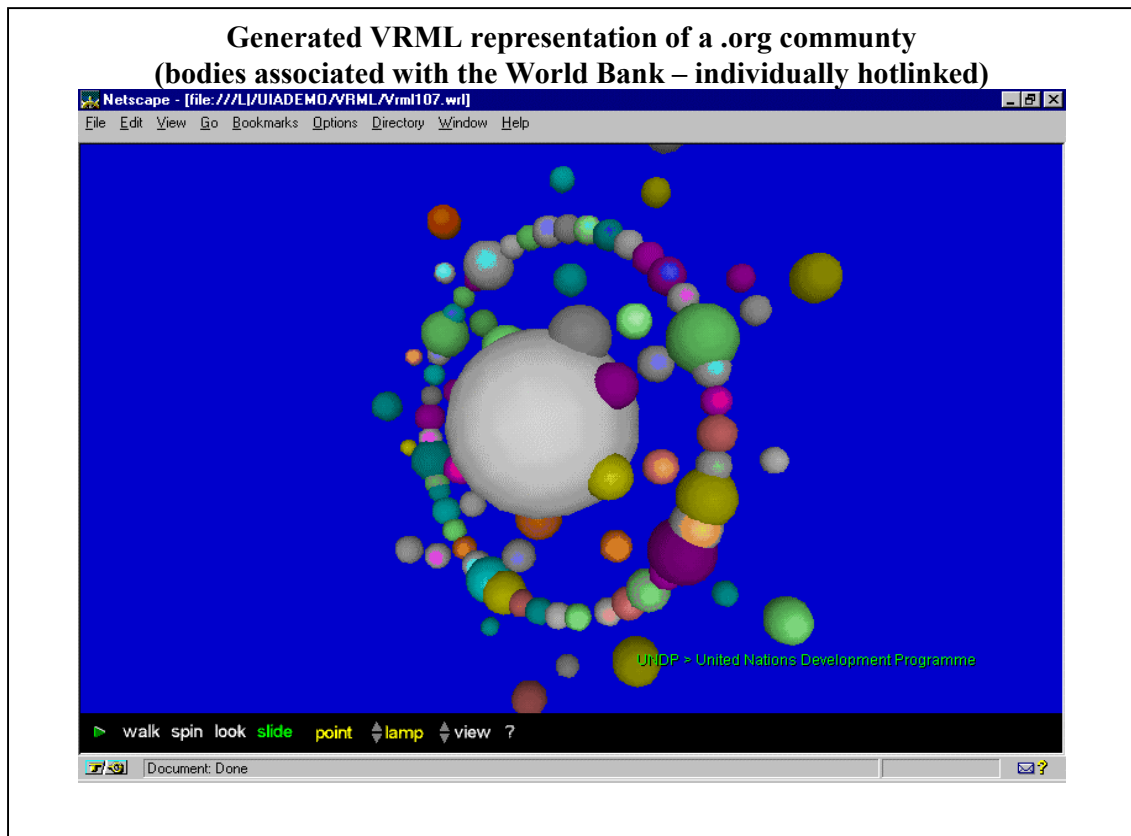 Generated VRML representation of a .org communty
(bodies associated with the World Bank – individually hotlinked)
Netscape - [file:///L|/UIADEMO/VRML/Vrml107.wrl]
File Edit View Go Bookmarks Options Directory Window Help
UNDP > United Nations Development Programme
walk spin look slide point lamp view ?
Document: Done